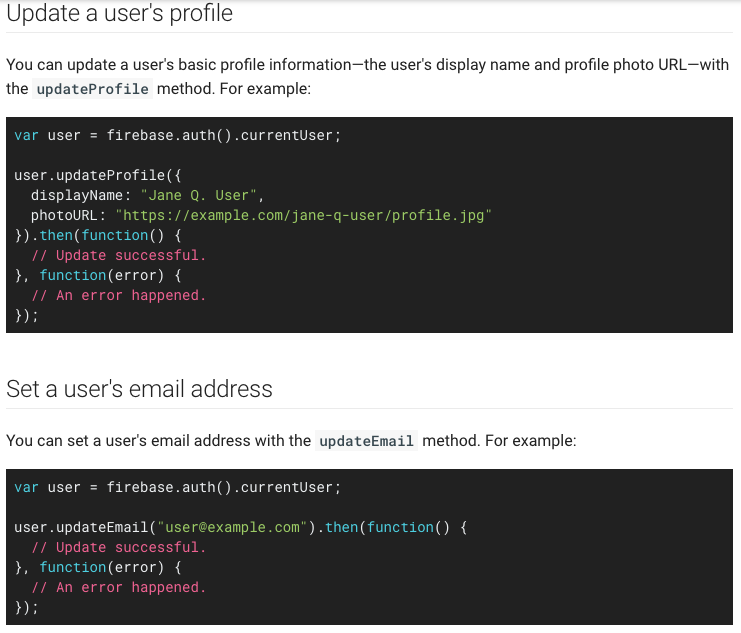 Update a user's profile
You can update a user's basic profile information—the user's display name and profile photo URL—with
the updateProfile method. For example:
var user = firebase.auth().currentUser;
user.updateProfile({
  displayName: "Jane Q. User",
  photoURL: "https://example.com/jane-q-user/profile.jpg"
}).then(function() {
  // Update successful.
}, function(error) {
  // An error happened.
});
Set a user's email address
You can set a user's email address with the updateEmail method. For example:
var user = firebase.auth().currentUser;
user.updateEmail("user@example.com").then(function() {
  // Update successful.
}, function(error) {
  // An error happened.
});